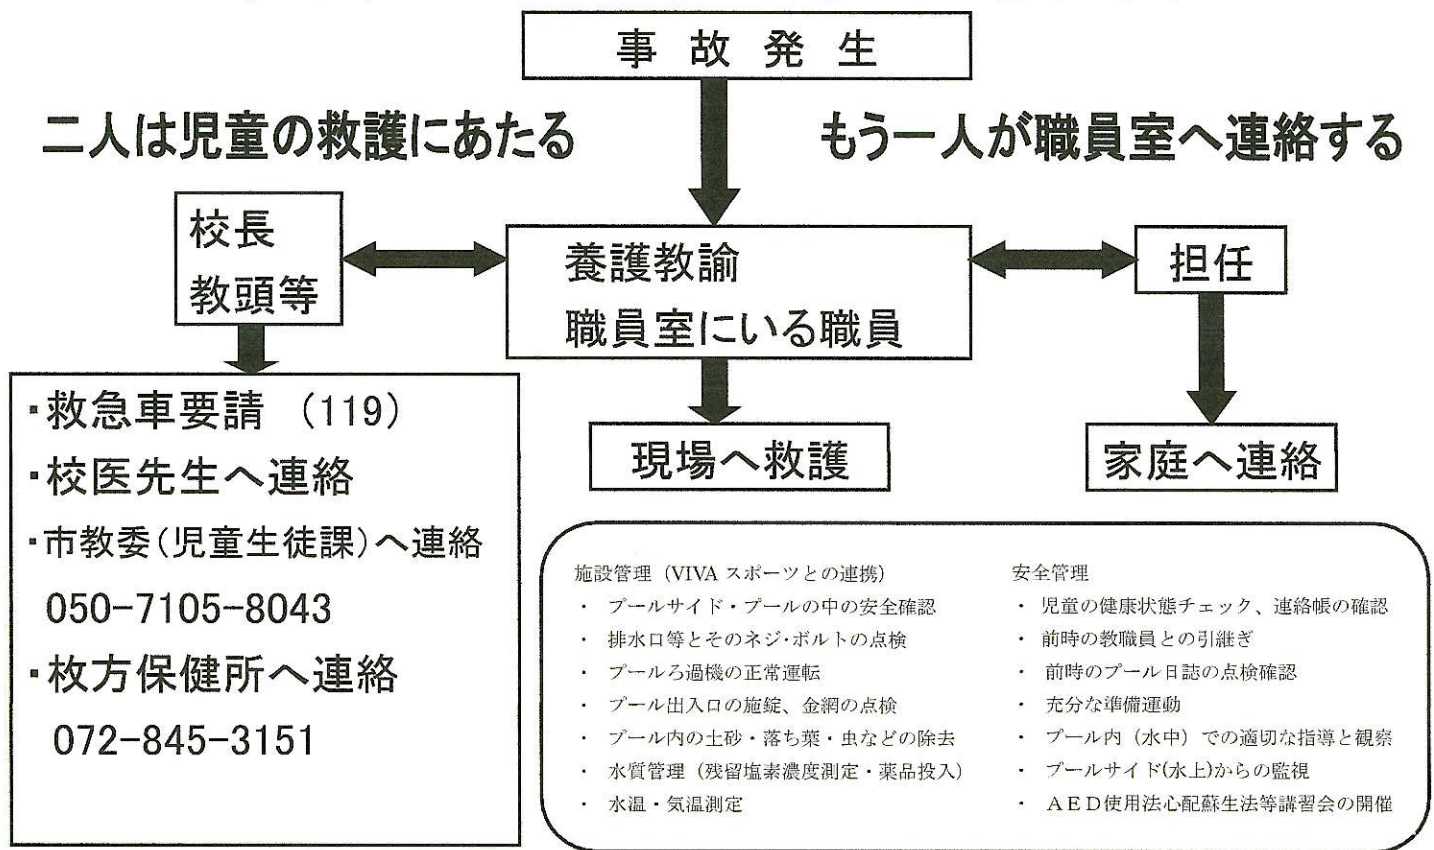 事故発生
二人は児童の救護にあたる
もう一人が職員室へ連絡する
校長
教頭等
養護教諭
職員室にいる職員
担任
・救急車要請 （119）
・校医先生へ連絡
・市教委（児童生徒課）へ連絡
050-7105-8043
・枚方保健所へ連絡
072-845-3151
現場へ救護
家庭へ連絡
施設管理（VIVA スポーツとの連携）
・ プールサイド・プールの中の安全確認
・ 排水口等とそのネジ・ボルトの点検
・ プールろ過機の正常運転
・ プール出入口の施錠、金網の点検
・ プール内の土砂・落ち葉・虫などの除去
・ 水質管理（残留塩素濃度測定・薬品投入）
・ 水温・気温測定
安全管理
・ 児童の健康状態チェック、連絡帳の確認
・ 前時の教職員との引継ぎ
・ 前時のプール日誌の点検確認
・ 充分な準備運動
・ プール内（水中）での適切な指導と観察
・ プールサイド(水上)からの監視
・ ＡＥＤ使用法心配蘇生法等講習会の開催